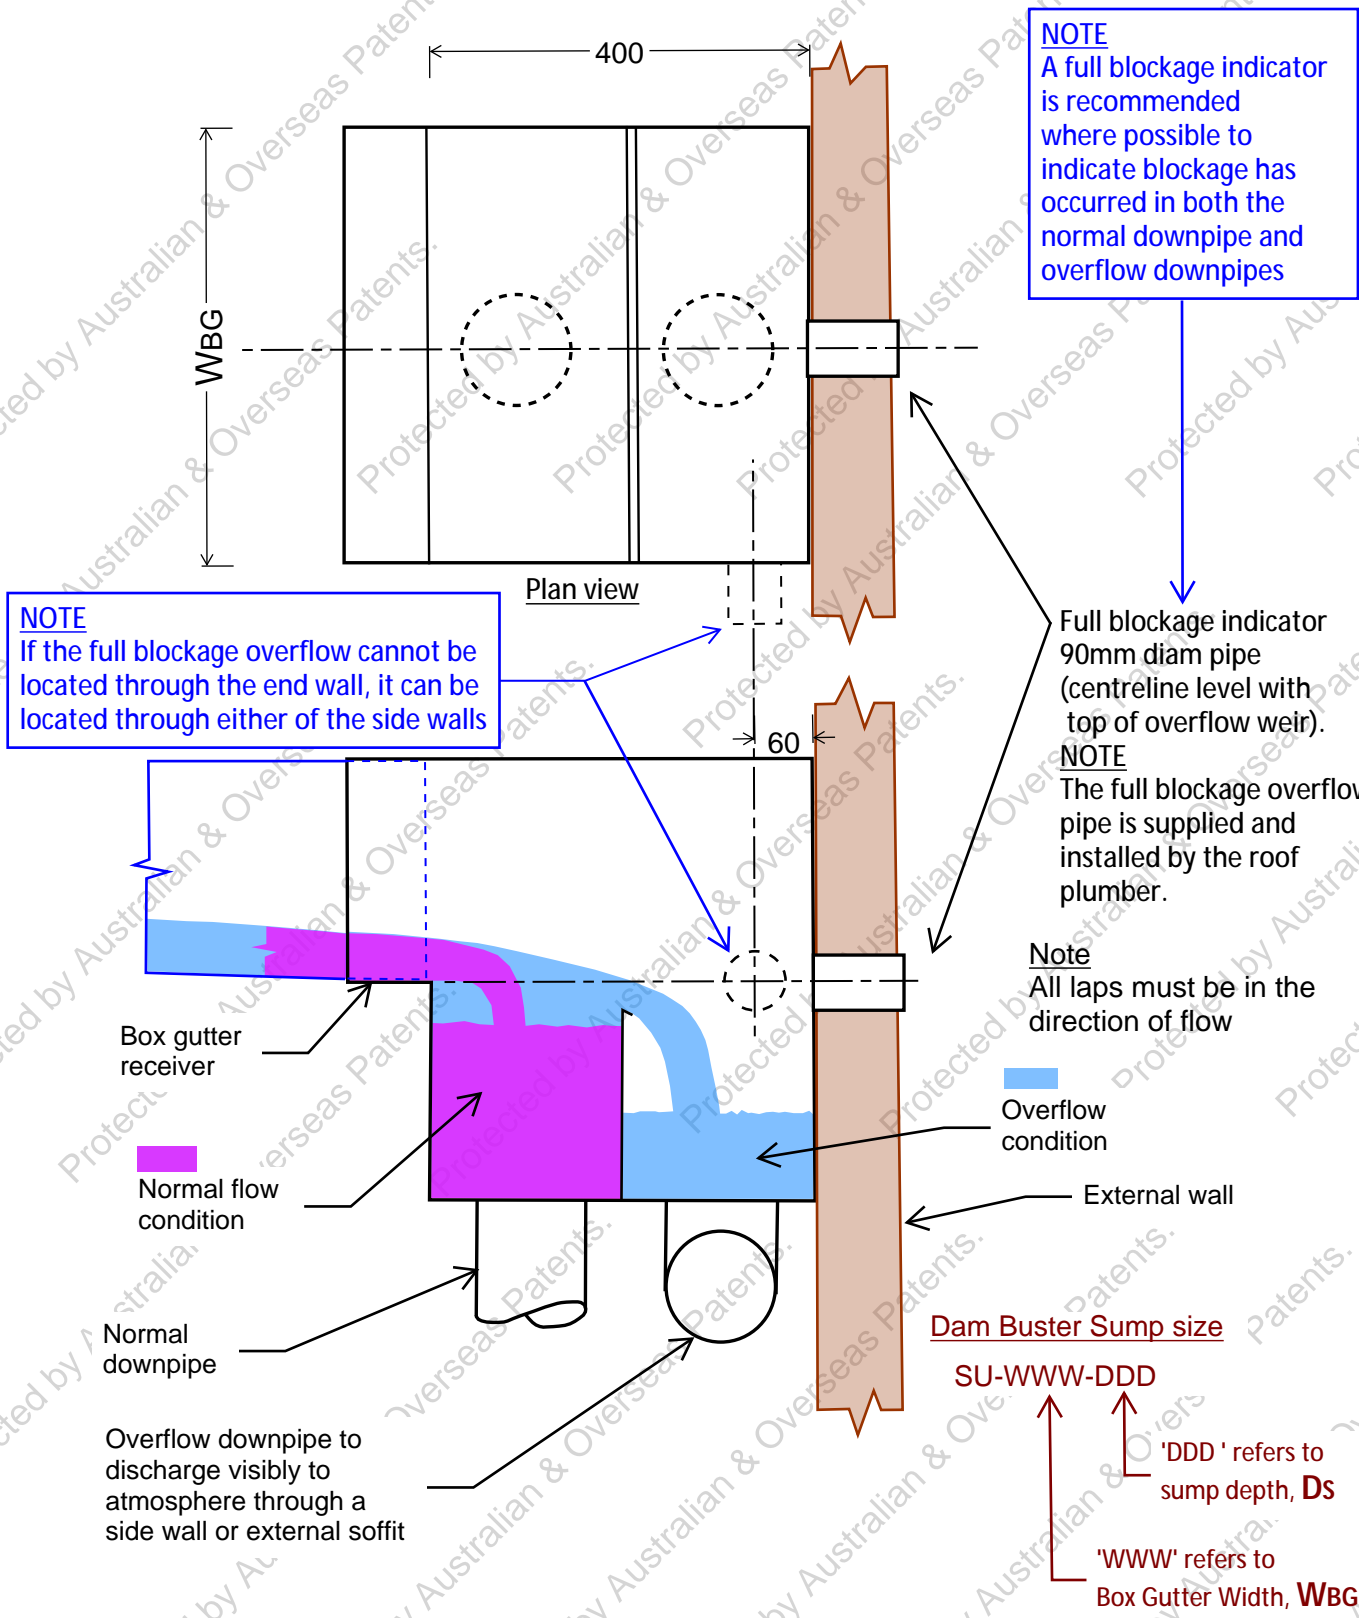 400
NOTE
A full blockage indicator
is recommended
where possible to
indicate blockage has
occurred in both the
normal downpipe and
overflow downpipes
WBG
Plan view
NOTE
If the full blockage overflow cannot be
located through the end wall, it can be
located through either of the side walls
Full blockage indicator
90mm diam pipe
(centreline level with
top of overflow weir).
NOTE
The full blockage overflow
pipe is supplied and
installed by the roof
plumber.
60
Note
All laps must be in the
direction of flow
Box gutter
receiver
Overflow
condition
Normal flow
condition
External wall
Normal
downpipe
Dam Buster Sump size
SU-WWW-DDD
'DDD ' refers to
sump depth, DS
'WWW' refers to
Box Gutter Width, WBG
Overflow downpipe to
discharge visibly to
atmosphere through a
side wall or external soffit
Protected by Australian & Overseas Patents.